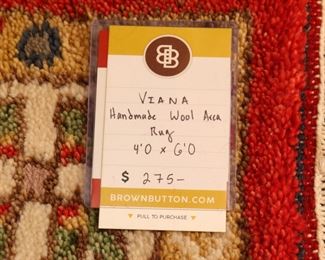 BB
VIANA
Handmade Wool Area
Rug
4'0 x 6'0
$ 275-
BROWNBUTTON.COM
▼ PULL TO PURCHASE ▼